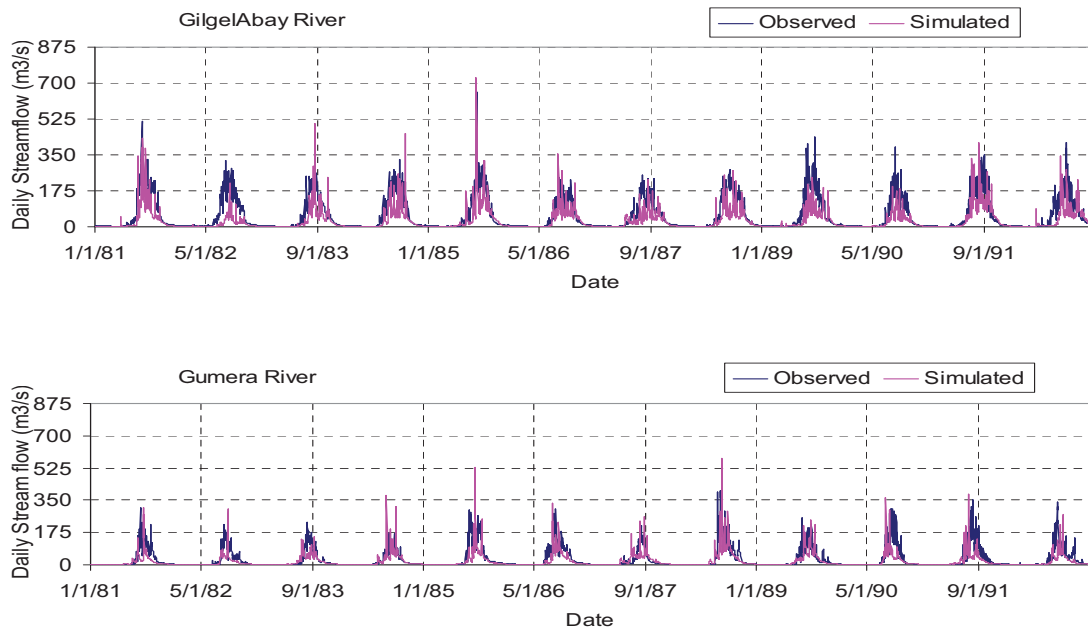 GilgelAbay River
Observed Simulated
Daily Streamflow (m3/s)
875
700
525
350
175
0
1/1/81 5/1/82 9/1/83 1/1/85 5/1/86 9/1/87 1/1/89 5/1/90 9/1/91
Date
Gumera River
Observed Simulated
Daily Stream flow (m3/s)
875
700
525
350
175
0
1/1/81 5/1/82 9/1/83 1/1/85 5/1/86 9/1/87 1/1/89 5/1/90 9/1/91
Date